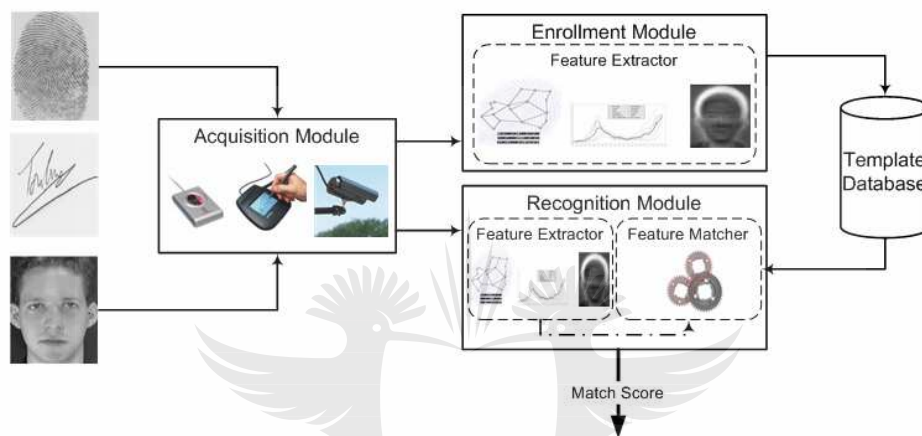 Enrollment Module
Feature Extractor
Acquisition Module
Template
Database
Recognition Module
Feature Extractor
Feature Matcher
Match Score